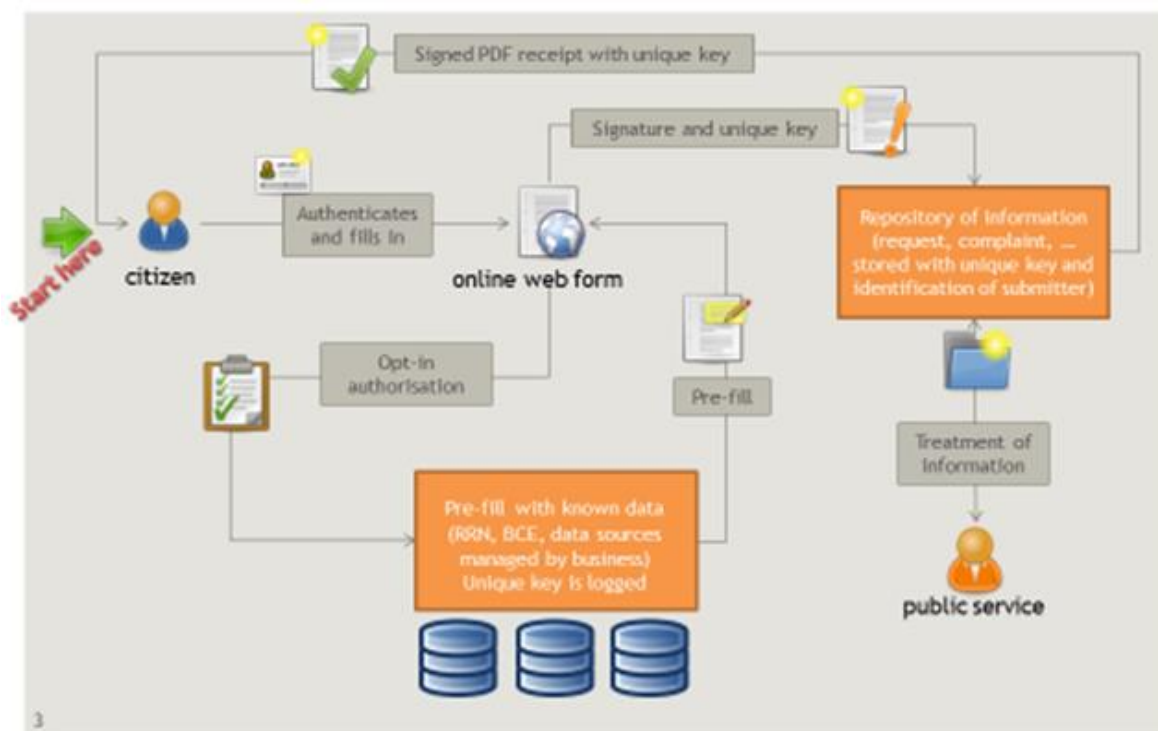 Signed PDF receipt with unique key
Signature and unique key
Authenticates
and fills in
Start here
citizen
online web form
Repository of information
(request, complaint, ...
stored with unique key and
identification of submitter)
Opt-in
authorisation
Pre-fill
Treatment of
information
Pre-fill with known data
(RRN, BCE, data sources
managed by business)
Unique key is logged
public service
3